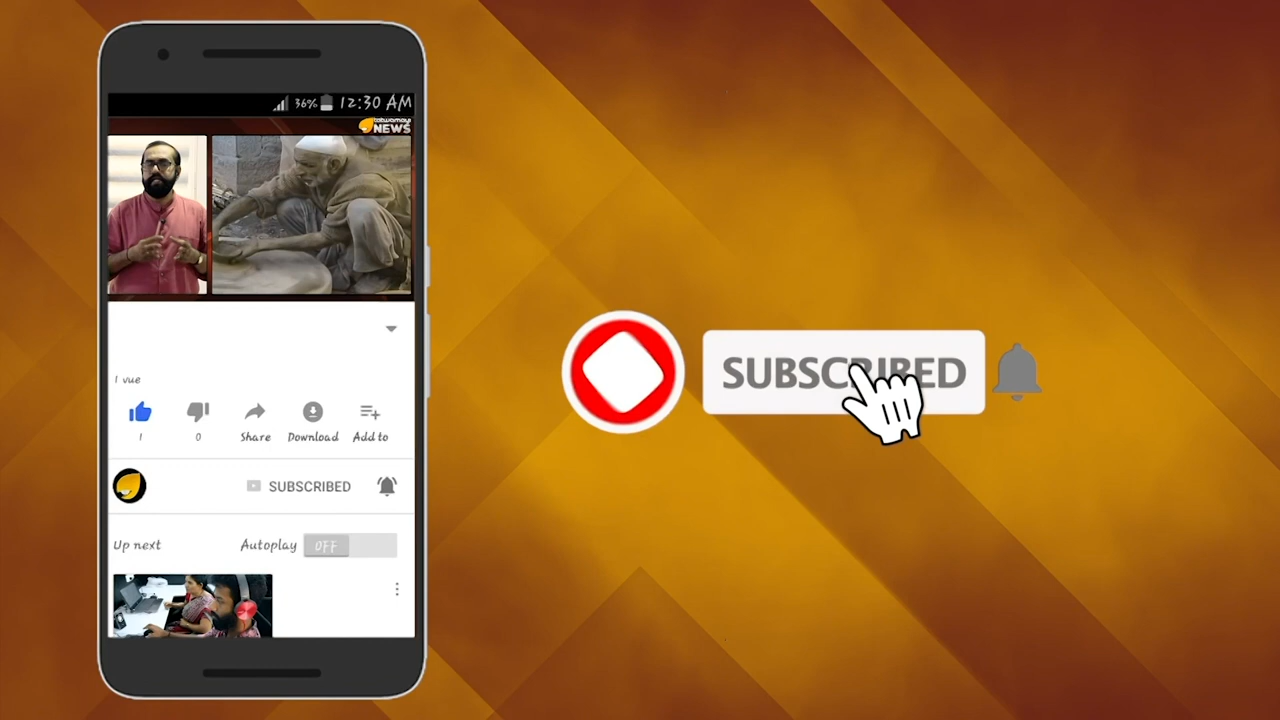 36% 12:30 AM
tatwamayi
NEWS
1 vue
1
0
Share
Download
Add to
SUBSCRIBED
Up next
Autoplay
OFF
SUBSCRIBED